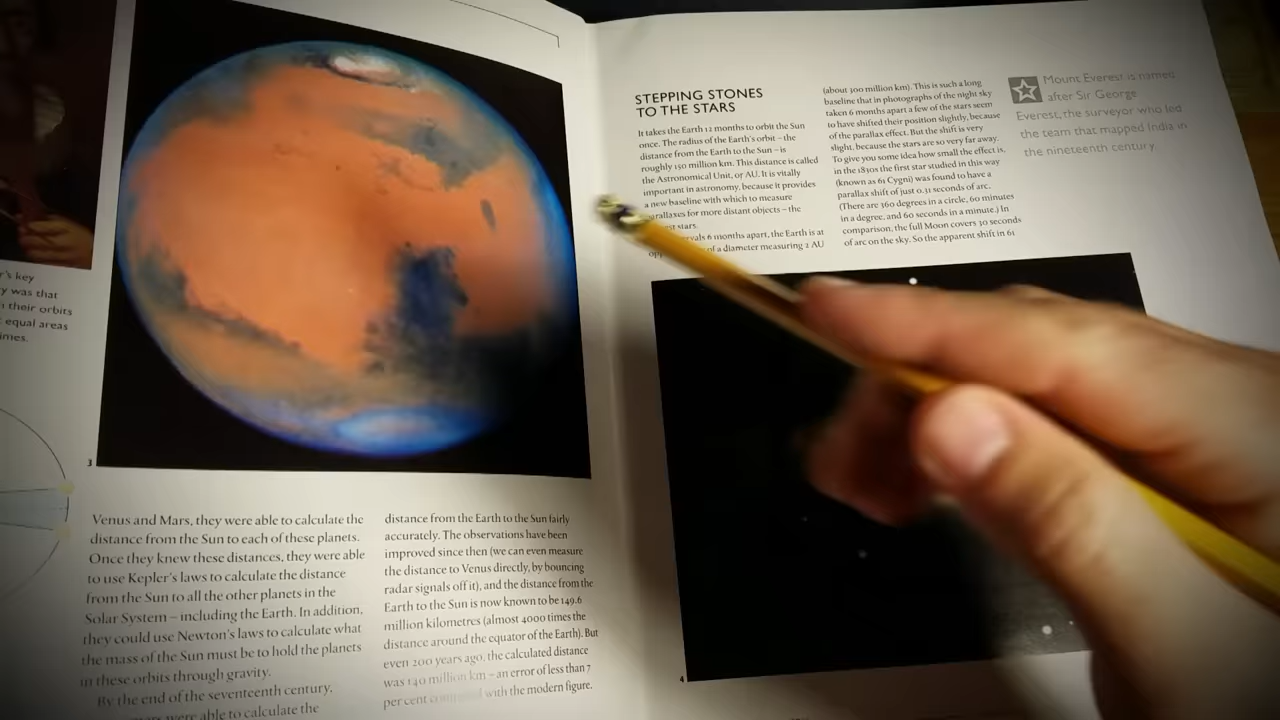 r's key
y was that
their orbits
equal areas
imes.
3
Venus and Mars, they were able to calculate the
distance from the Sun to each of these planets.
Once they knew these distances, they were able
to use Kepler's laws to calculate the distance
from the Sun to all the other planets in the
Solar System – including the Earth. In addition,
they could use Newton's laws to calculate what
the mass of the Sun must be to hold the planets
in these orbits through gravity.
By the end of the seventeenth century,
were able to calculate the
distance from the Earth to the Sun fairly
accurately. The observations have been
improved since then (we can even measure
the distance to Venus directly, by bouncing
radar signals off it), and the distance from the
Earth to the Sun is now known to be 149.6
million kilometres (almost 4000 times the
distance around the equator of the Earth). But
even 200 years ago, the calculated distance
was 140 million km – an error of less than 7
per cent compared with the modern figure.
STEPPING STONES
TO THE STARS
It takes the Earth 12 months to orbit the Sun
once. The radius of the Earth's orbit – the
distance from the Earth to the Sun – is
roughly 150 million km. This distance is called
the Astronomical Unit, or AU. It is vitally
important in astronomy, because it provides
a new baseline with which to measure
parallaxes for more distant objects – the
st stars.
rvals 6 months apart, the Earth is at
opp of a diameter measuring 2 AU
(about 300 million km). This is such a long
baseline that in photographs of the night sky
taken 6 months apart a few of the stars seem
to have shifted their position slightly, because
of the parallax effect. But the shift is very
slight, because the stars are so very far away.
To give you some idea how small the effect is,
in the 1830s the first star studied in this way
(known as 61 Cygni) was found to have a
parallax shift of just 0.31 seconds of arc.
(There are 360 degrees in a circle, 60 minutes
in a degree, and 60 seconds in a minute.) In
comparison, the full Moon covers 30 seconds
of arc on the sky. So the apparent shift in 61
Mount Everest is named
after Sir George
Everest, the surveyor who led
the team that mapped India in
the nineteenth century.
4